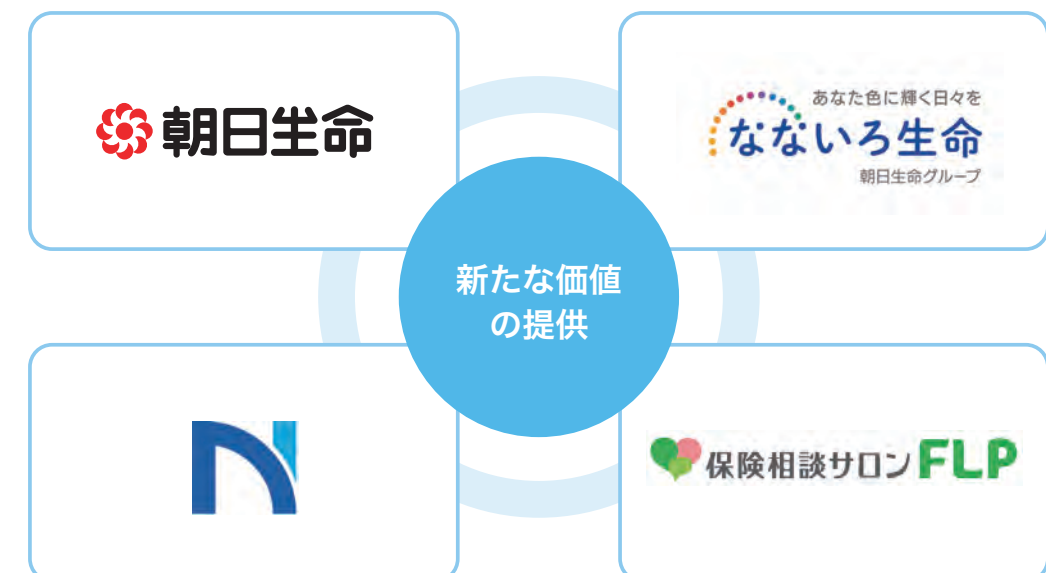 朝日生命
あなた色に輝く日々を
なないろ生命
朝日生命グループ
新たな価値
の提供
N
保険相談サロンFLP